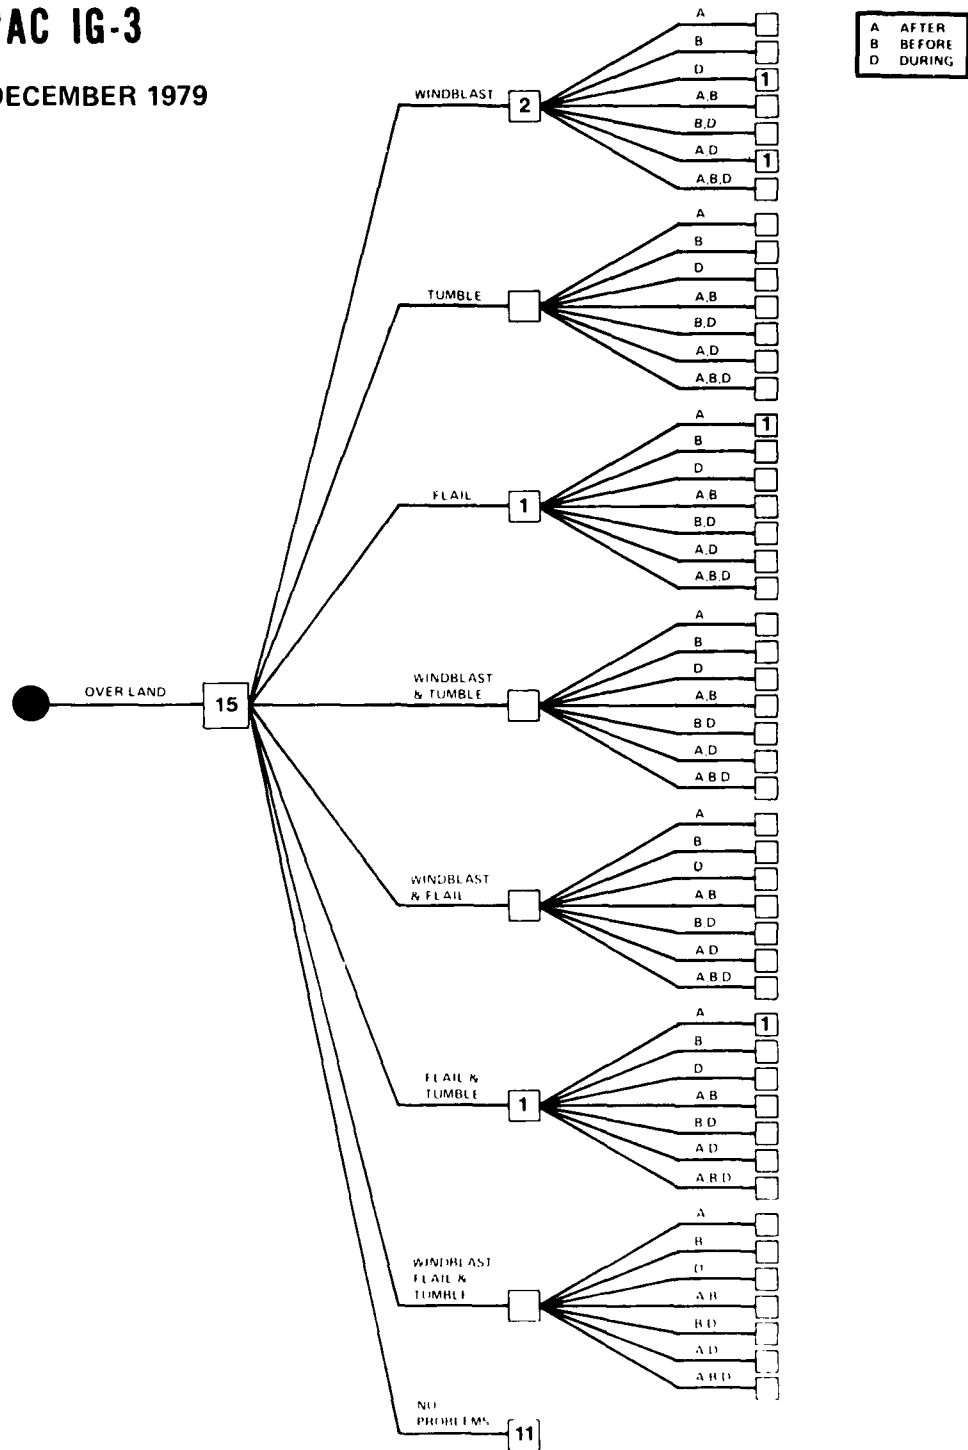 AC IG-3
DECEMBER 1979
A AFTER
B BEFORE
D DURING
OVER LAND
15
WINDBLAST
2
A
B
D
1
A,B
B,D
A,D
1
A,B,D
TUMBLE
A
B
D
A,B
B,D
A,D
A,B,D
FLAIL
1
A
1
B
D
A,B
B,D
A,D
A,B,D
WINDBLAST
& TUMBLE
A
B
D
A,B
B D
A,D
A B D
WINDBLAST
& FLAIL
A
B
D
A B
B D
A D
A B D
FLAIL &
TUMBLE
1
A
1
B
D
A B
B D
A D
A B D
WINDBLAST
FLAIL &
TUMBLE
A
B
D
A B
B D
A D
A B D
NO
PROBLEMS
11